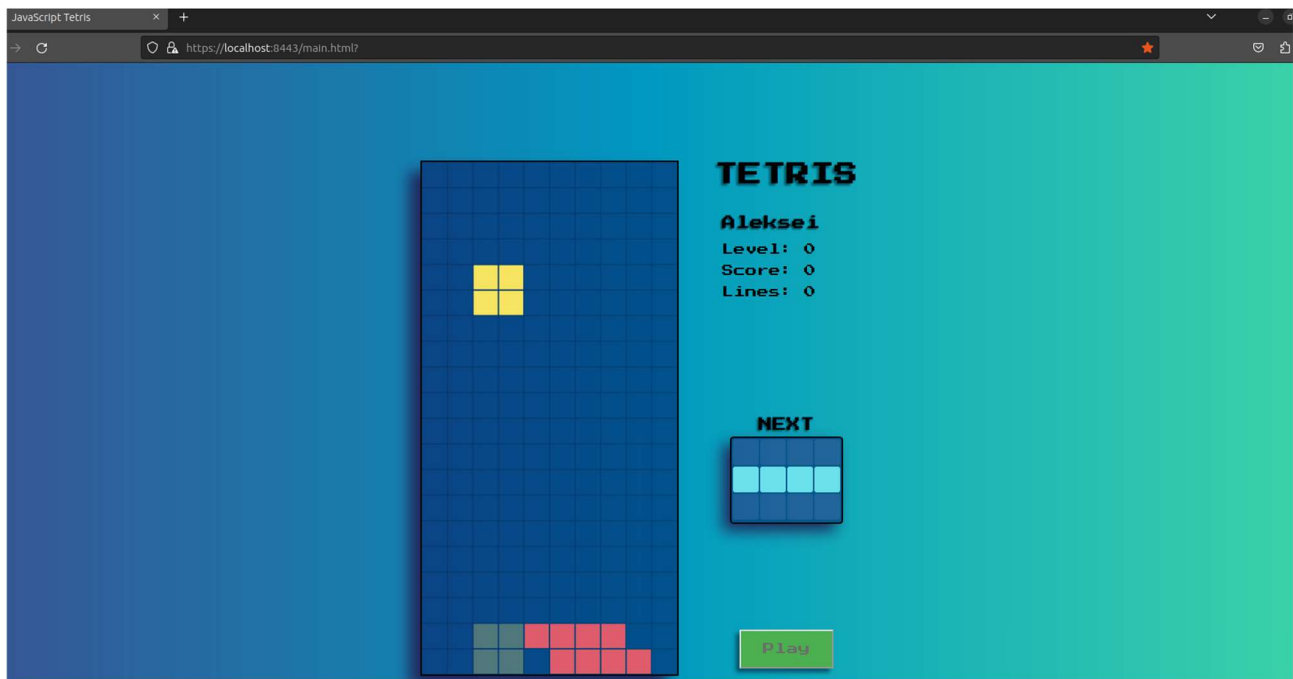 JavaScript Tetris
https://localhost:8443/main.html?
TETRIS
Aleksei
Level: 0
Score: 0
Lines: 0
NEXT
Play